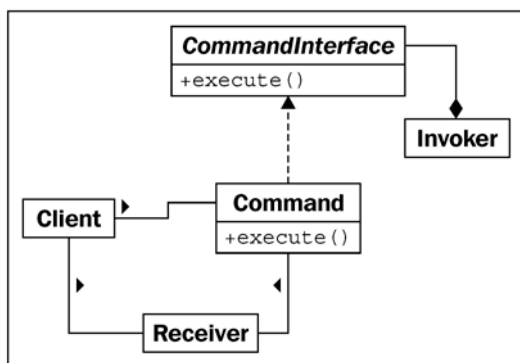 CommandInterface
+execute()
Invoker
Client
Command
+execute()
Receiver